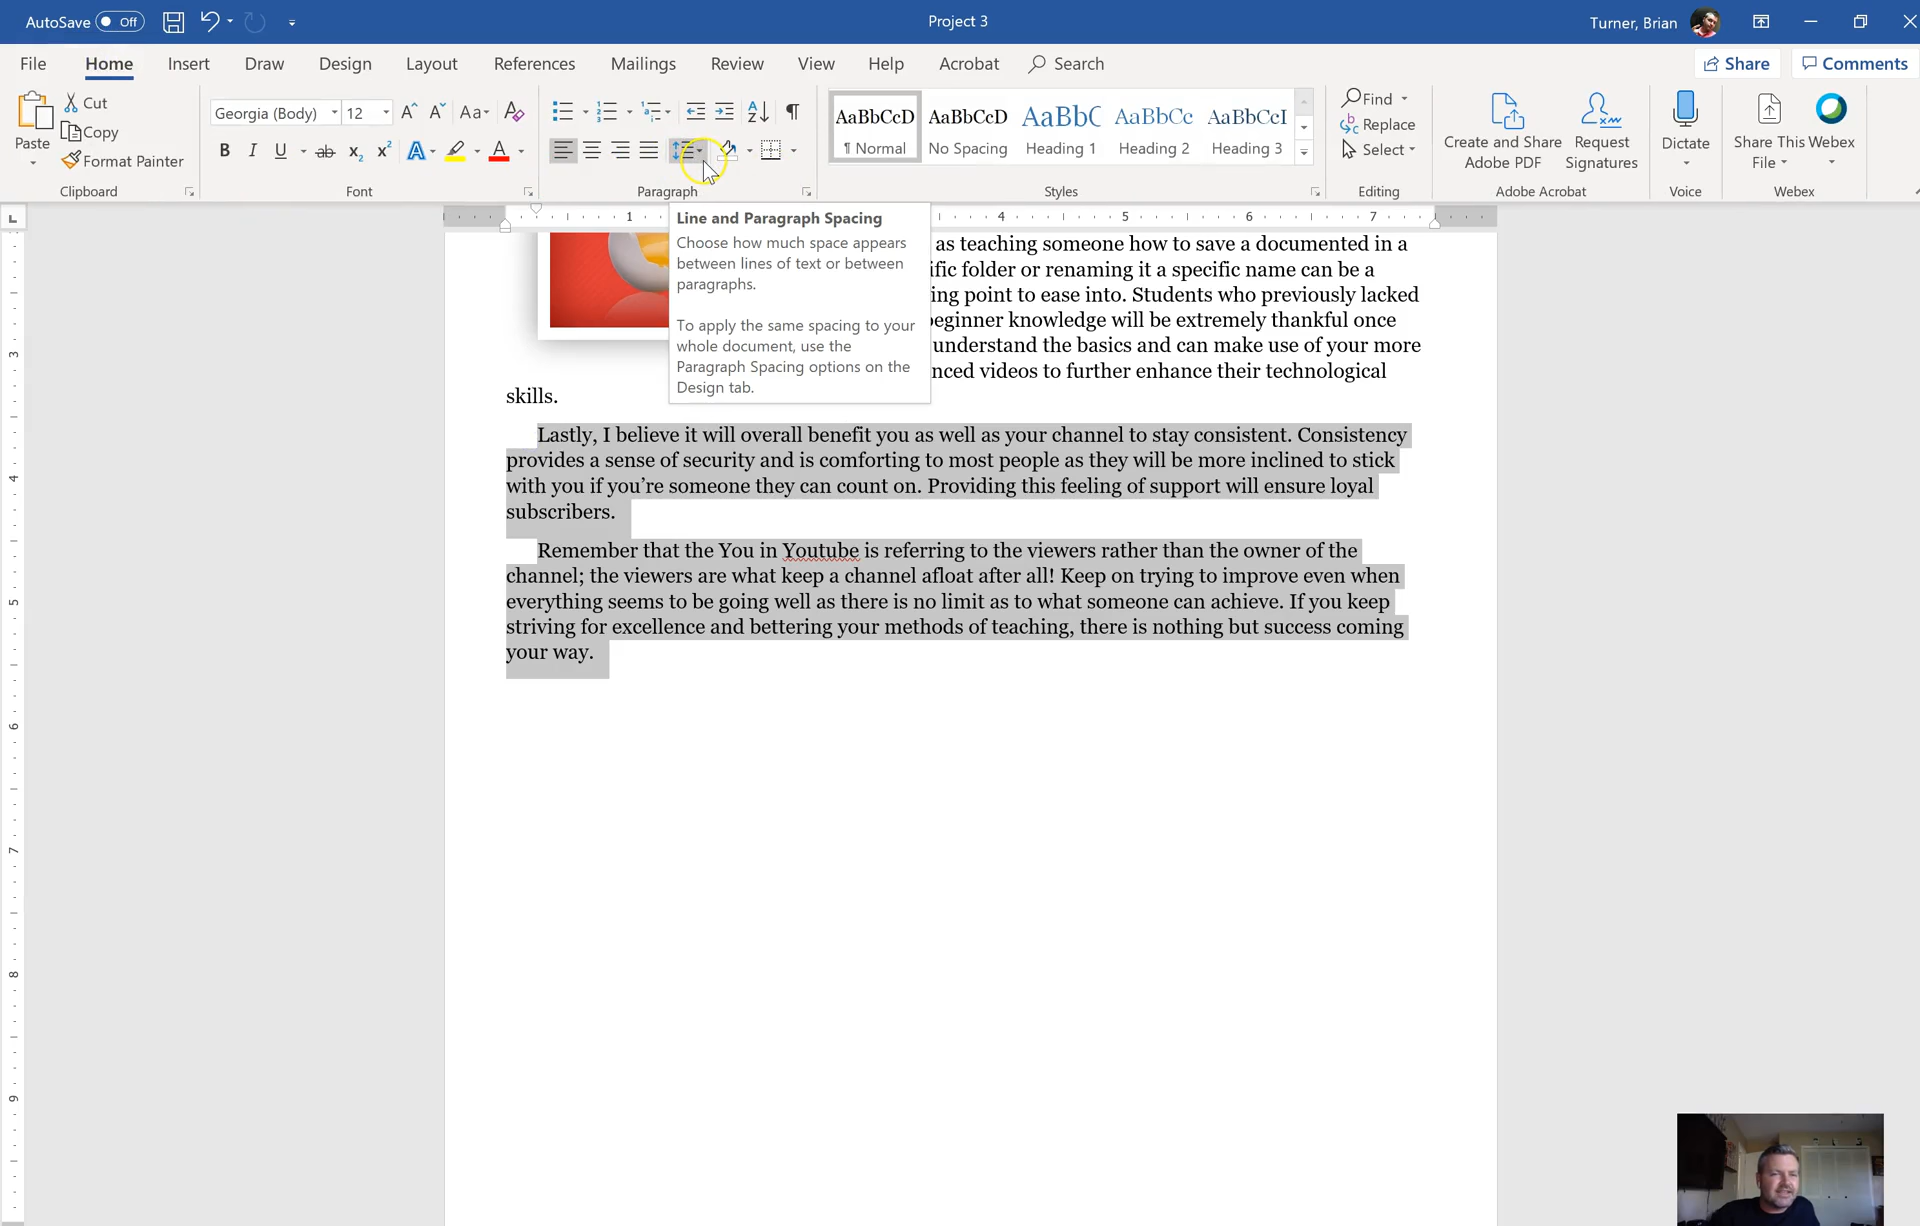 AutoSave Off
Project 3
Turner, Brian
File Home Insert Draw Design Layout References Mailings Review View Help Acrobat Search
Share Comments
Paste
Cut
Copy
Format Painter
Clipboard
Georgia (Body) 12
Aa
B I U ab x₂ x² A A
Font
Paragraph
AaBbCcD AaBbCcD AaBbC AaBbCc AaBbCcI
¶ Normal No Spacing Heading 1 Heading 2 Heading 3
Styles
Find
Replace
Select
Editing
Create and Share
Adobe PDF
Request
Signatures
Adobe Acrobat
Dictate
Voice
Share This
File
Webex
Webex
L
1 4 5 6 7
3
4
5
6
7
8
9
Line and Paragraph Spacing
Choose how much space appears
between lines of text or between
paragraphs.
To apply the same spacing to your
whole document, use the
Paragraph Spacing options on the
Design tab.
as teaching someone how to save a documented in a
ific folder or renaming it a specific name can be a
ing point to ease into. Students who previously lacked
beginner knowledge will be extremely thankful once
understand the basics and can make use of your more
nced videos to further enhance their technological
skills.
Lastly, I believe it will overall benefit you as well as your channel to stay consistent. Consistency
provides a sense of security and is comforting to most people as they will be more inclined to stick
with you if you’re someone they can count on. Providing this feeling of support will ensure loyal
subscribers.
Remember that the You in Youtube is referring to the viewers rather than the owner of the
channel; the viewers are what keep a channel afloat after all! Keep on trying to improve even when
everything seems to be going well as there is no limit as to what someone can achieve. If you keep
striving for excellence and bettering your methods of teaching, there is nothing but success coming
your way.